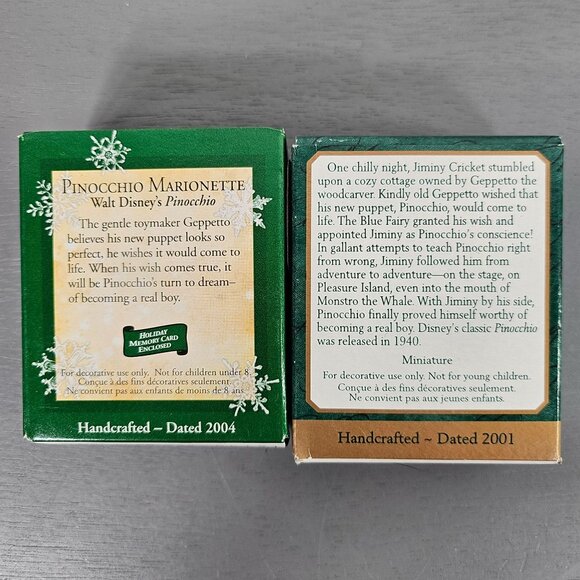 PINOCCHIO MARIONETTE
Walt Disney's Pinocchio
The gentle toymaker Geppetto
believes his new puppet looks so
perfect, he wishes it would come to
life. When his wish comes true, it
will be Pinocchio's turn to dream–
of becoming a real boy.
HOLIDAY
MEMORY CARD
ENCLOSED
For decorative use only. Not for children under 8.
Conçue à des fins décoratives seulement.
Ne convient pas aux enfants de moins de 8 ans.
Handcrafted – Dated 2004
One chilly night, Jiminy Cricket stumbled
upon a cozy cottage owned by Geppetto the
woodcarver. Kindly old Geppetto wished that
his new puppet, Pinocchio, would come to
life. The Blue Fairy granted his wish and
appointed Jiminy as Pinocchio's conscience!
In gallant attempts to teach Pinocchio right
from wrong, Jiminy followed him from
adventure to adventure—on the stage, on
Pleasure Island, even into the mouth of
Monstro the Whale. With Jiminy by his side,
Pinocchio finally proved himself worthy of
becoming a real boy. Disney's classic Pinocchio
was released in 1940.
Miniature
For decorative use only. Not for young children.
Conçue à des fins décoratives seulement.
Ne convient pas aux jeunes enfants.
Handcrafted ~ Dated 2001